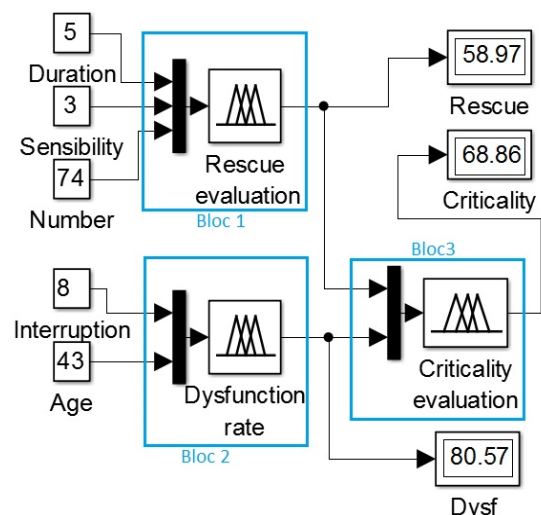 5
Duration
3
Sensibility
74
Number
Rescue
evaluation
Bloc 1
58.97
Rescue
68.86
Criticality
8
Interruption
43
Age
Dysfunction
rate
Bloc 2
Bloc3
Criticality
evaluation
80.57
Dysf